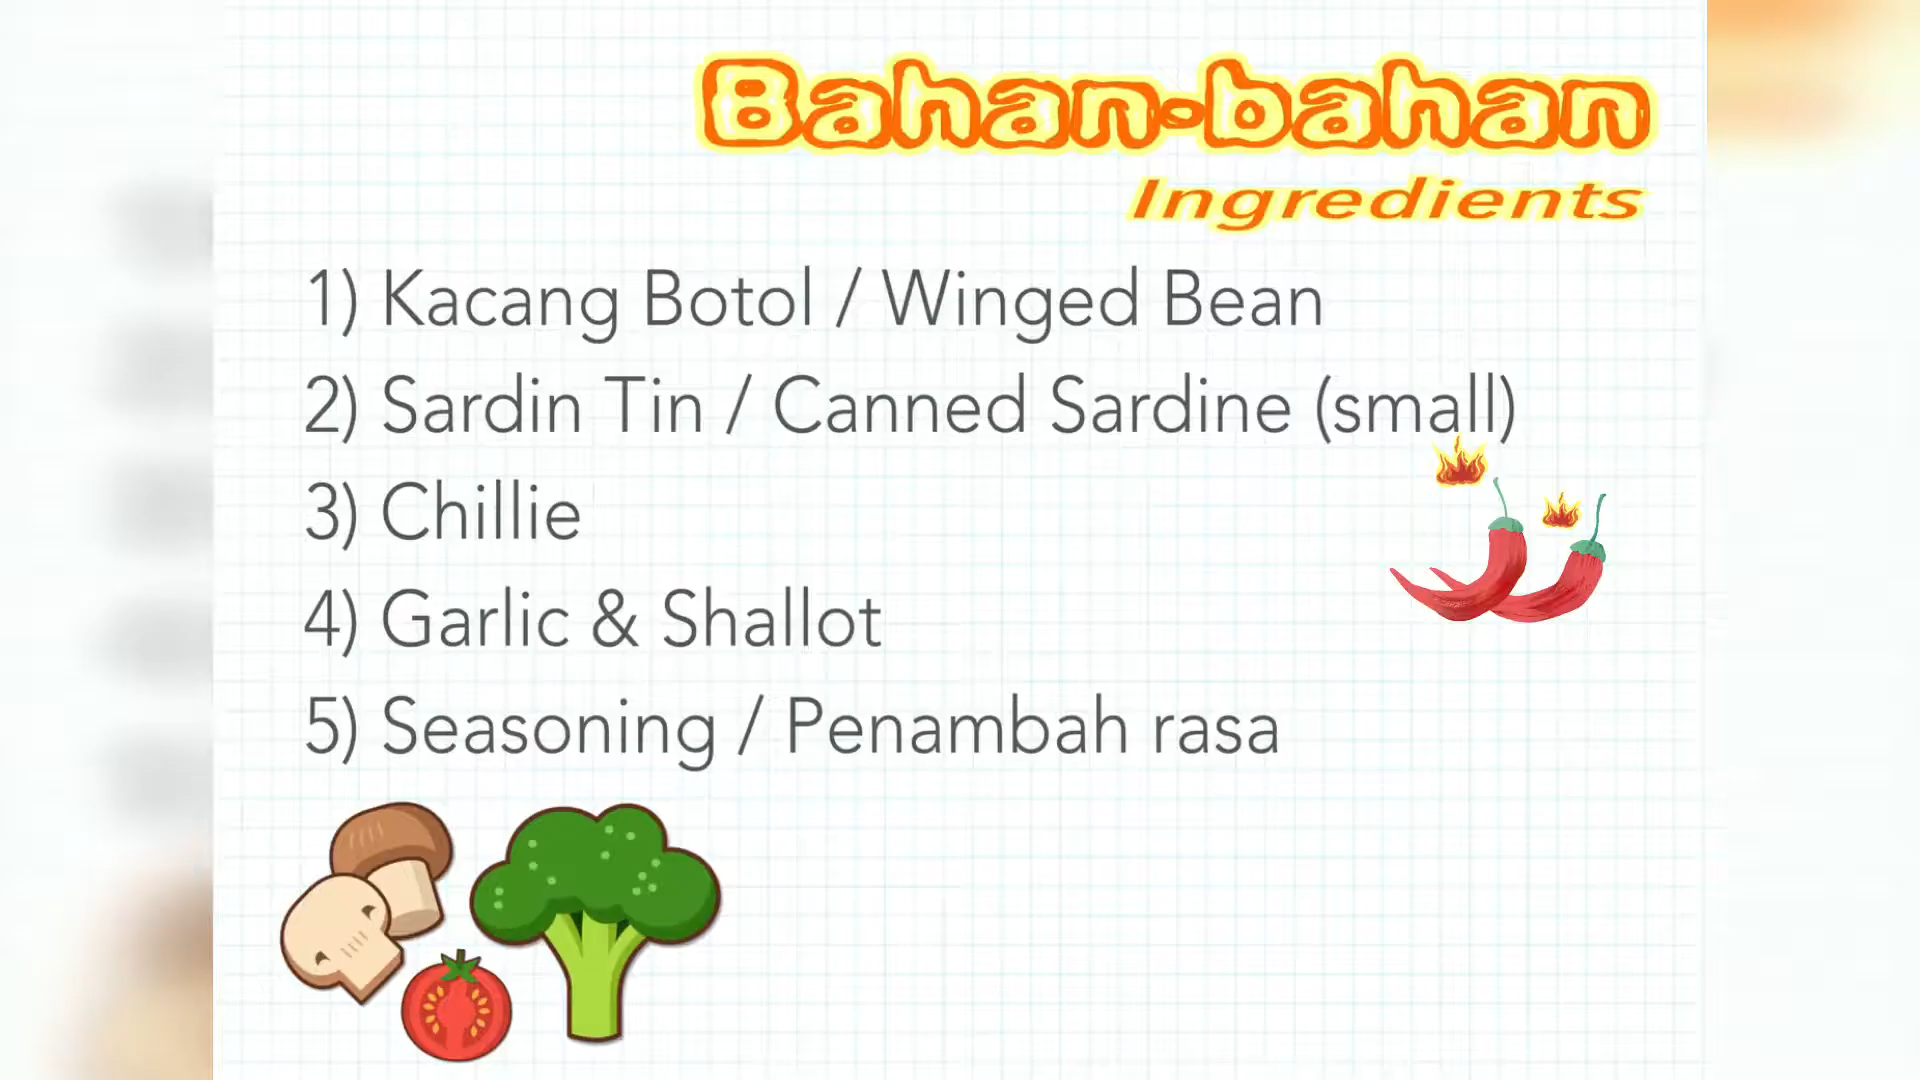 Bahan-bahan
Ingredients
1) Kacang Botol / Winged Bean
2) Sardin Tin / Canned Sardine (small)
3) Chillie
4) Garlic & Shallot
5) Seasoning / Penambah rasa